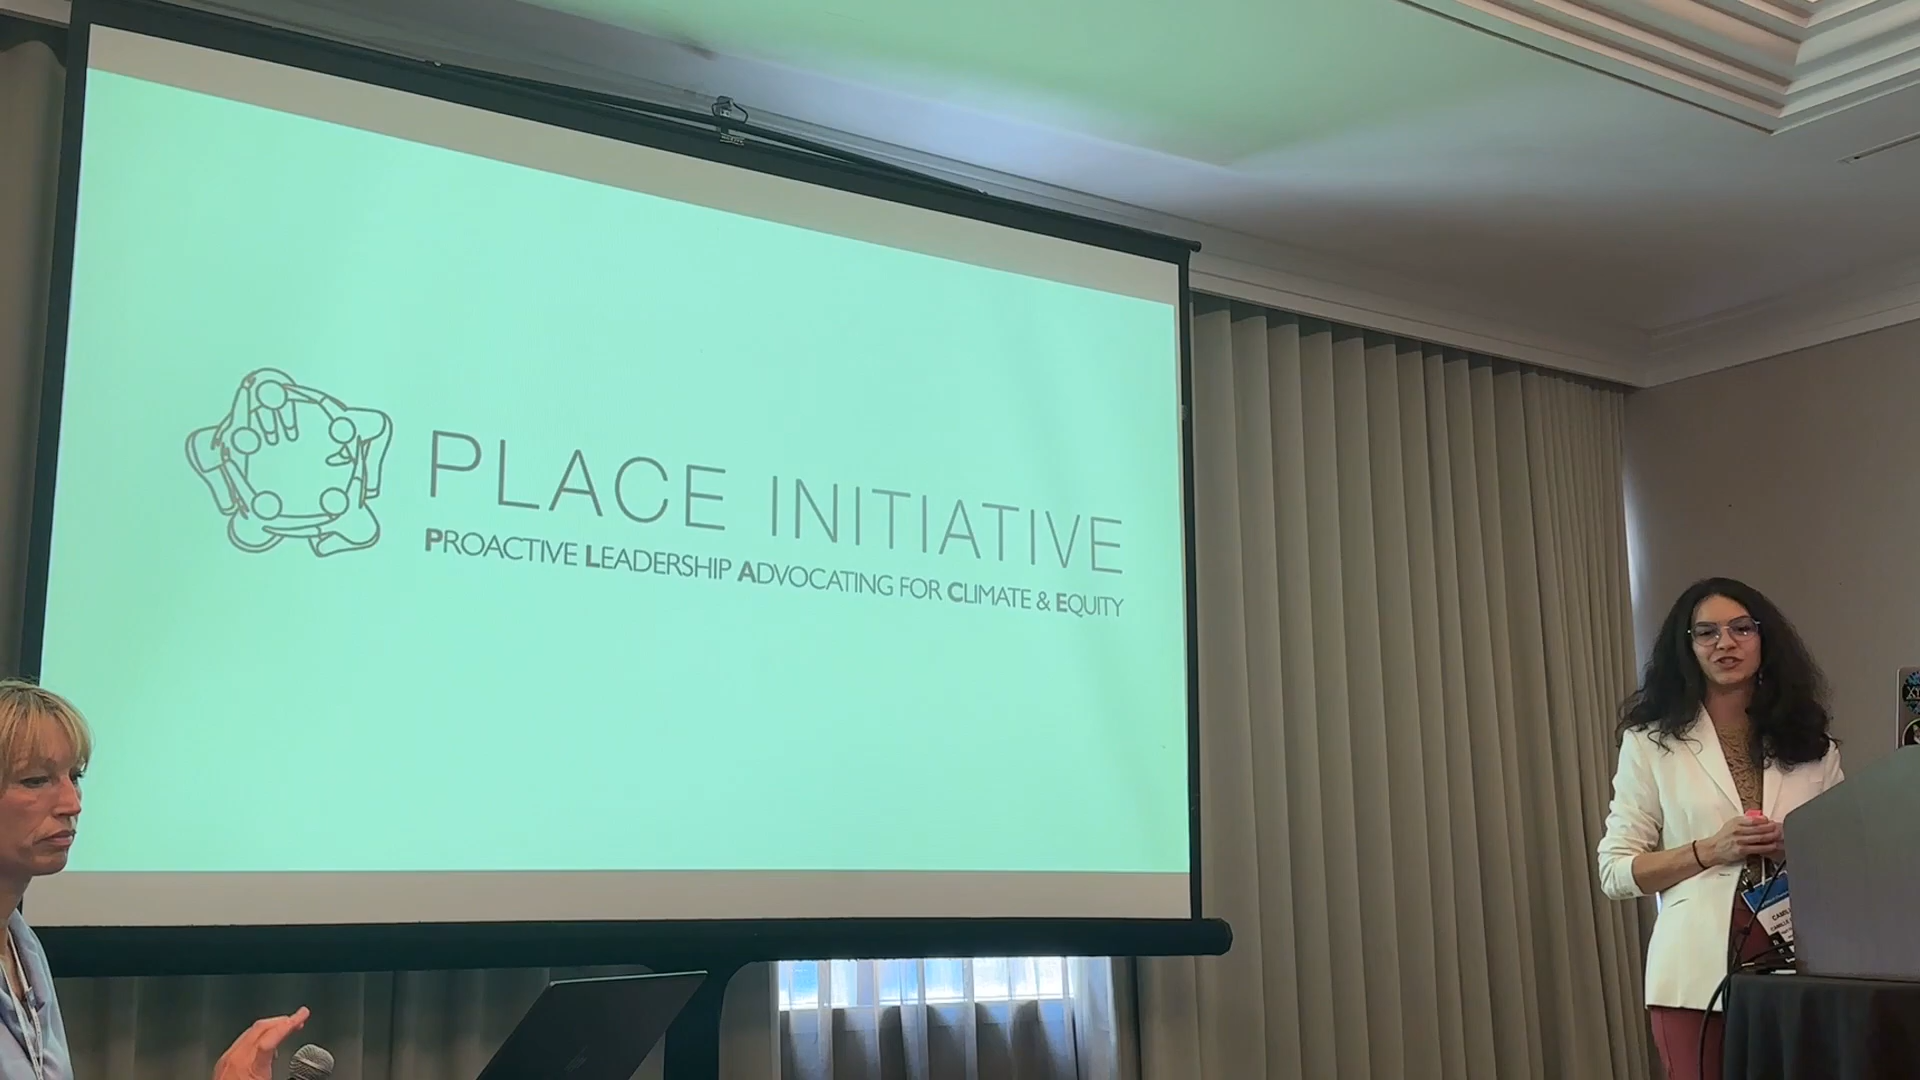 PLACE INITIATIVE
PROACTIVE LEADERSHIP ADVOCATING FOR CLIMATE & EQUITY